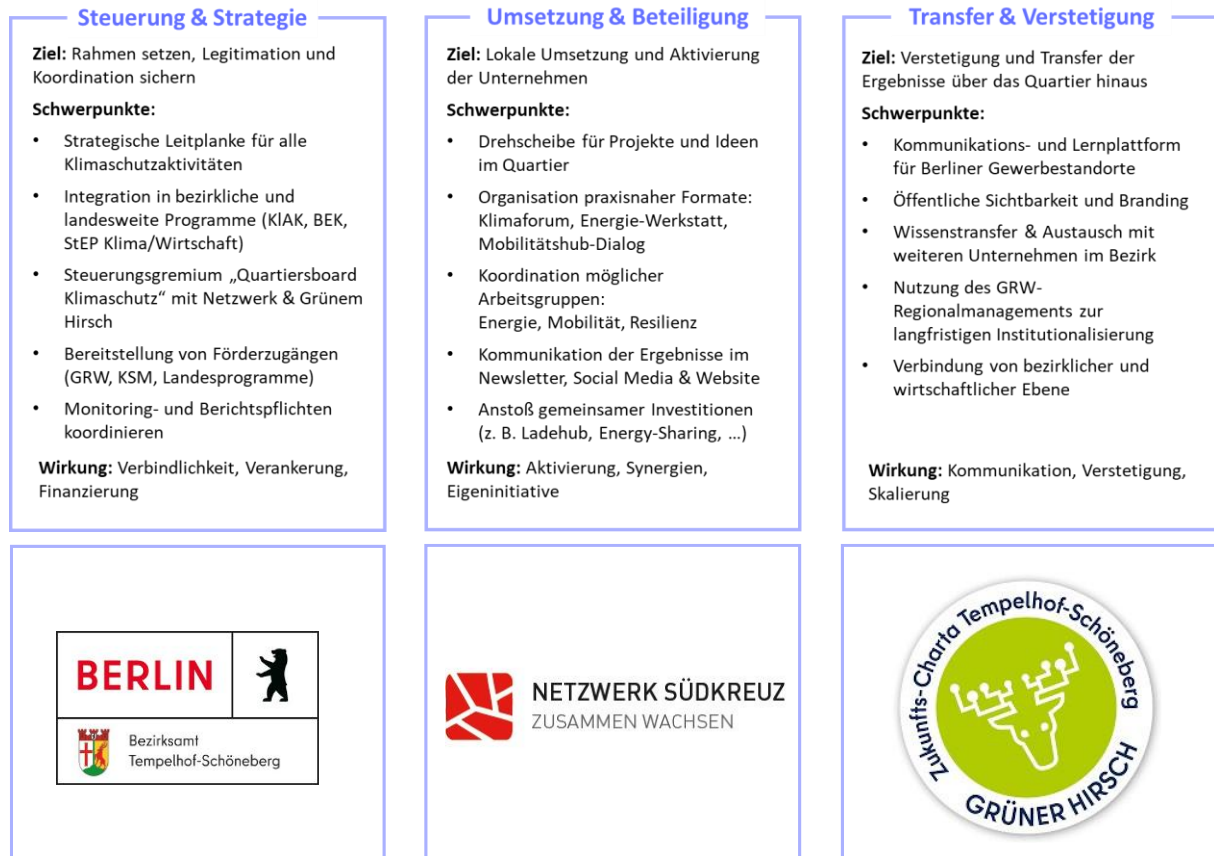 Steuerung & Strategie
Ziel: Rahmen setzen, Legitimation und
Koordination sichern
Schwerpunkte:
• Strategische Leitplanke für alle
Klimaschutzaktivitäten
• Integration in bezirkliche und
landesweite Programme (KlAK, BEK,
StEP Klima/Wirtschaft)
• Steuerungsgremium „Quartiersboard
Klimaschutz“ mit Netzwerk & Grünem
Hirsch
• Bereitstellung von Förderzugängen
(GRW, KSM, Landesprogramme)
• Monitoring- und Berichtspflichten
koordinieren
Wirkung: Verbindlichkeit, Verankerung,
Finanzierung
BERLIN
Bezirksamt
Tempelhof-Schöneberg
Umsetzung & Beteiligung
Ziel: Lokale Umsetzung und Aktivierung
der Unternehmen
Schwerpunkte:
• Drehscheibe für Projekte und Ideen
im Quartier
• Organisation praxisnaher Formate:
Klimaforum, Energie-Werkstatt,
Mobilitätshub-Dialog
• Koordination möglicher
Arbeitsgruppen:
Energie, Mobilität, Resilienz
• Kommunikation der Ergebnisse im
Newsletter, Social Media & Website
• Anstoß gemeinsamer Investitionen
(z. B. Ladehub, Energy-Sharing, …)
Wirkung: Aktivierung, Synergien,
Eigeninitiative
NETZWERK SÜDKREUZ
ZUSAMMEN WACHSEN
Transfer & Verstetigung
Ziel: Verstetigung und Transfer der
Ergebnisse über das Quartier hinaus
Schwerpunkte:
• Kommunikations- und Lernplattform
für Berliner Gewerbestandorte
• Öffentliche Sichtbarkeit und Branding
• Wissenstransfer & Austausch mit
weiteren Unternehmen im Bezirk
• Nutzung des GRW-
Regionalmanagements zur
langfristigen Institutionalisierung
• Verbindung von bezirklicher und
wirtschaftlicher Ebene
Wirkung: Kommunikation, Verstetigung,
Skalierung
Zukunfts-Charta Tempelhof-Schöneberg
GRÜNER HIRSCH